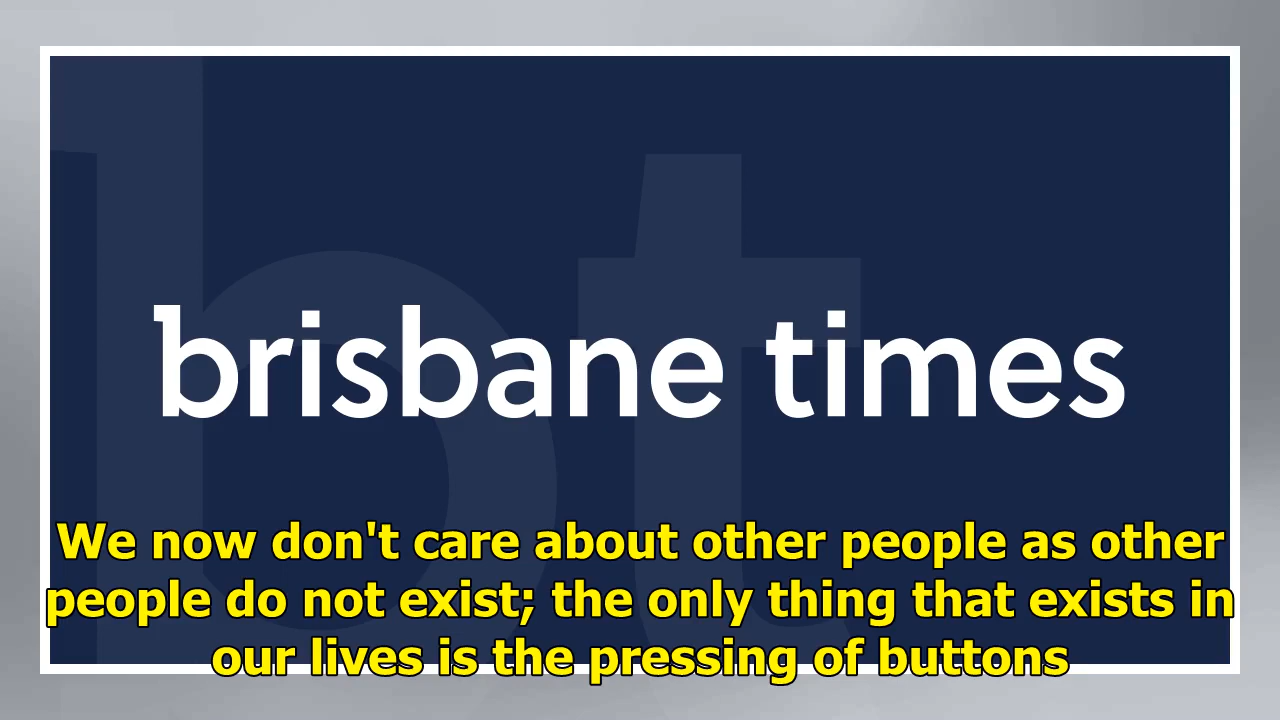 brisbane times
We now don't care about other people as other
people do not exist; the only thing that exists in
our lives is the pressing of buttons